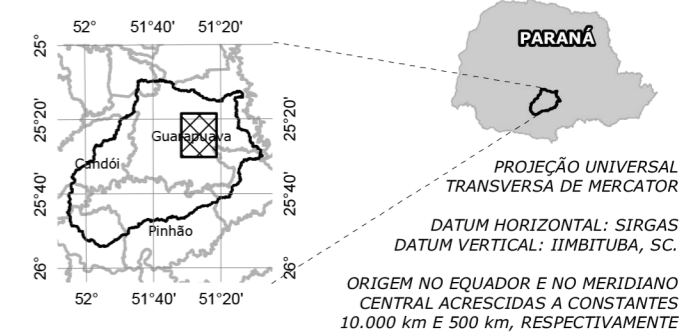 52° 51°40' 51°20'
25°
25°20'
25°40'
26°
Guarapuava
Candói
Pinhão
25°20'
25°40'
26°
52° 51°40' 51°20'
PARANÁ
PROJEÇÃO UNIVERSAL
TRANSVERSA DE MERCATOR
DATUM HORIZONTAL: SIRGAS
DATUM VERTICAL: IIMBITUBA, SC.
ORIGEM NO EQUADOR E NO MERIDIANO
CENTRAL ACRESCIDAS A CONSTANTES
10.000 km E 500 km, RESPECTIVAMENTE